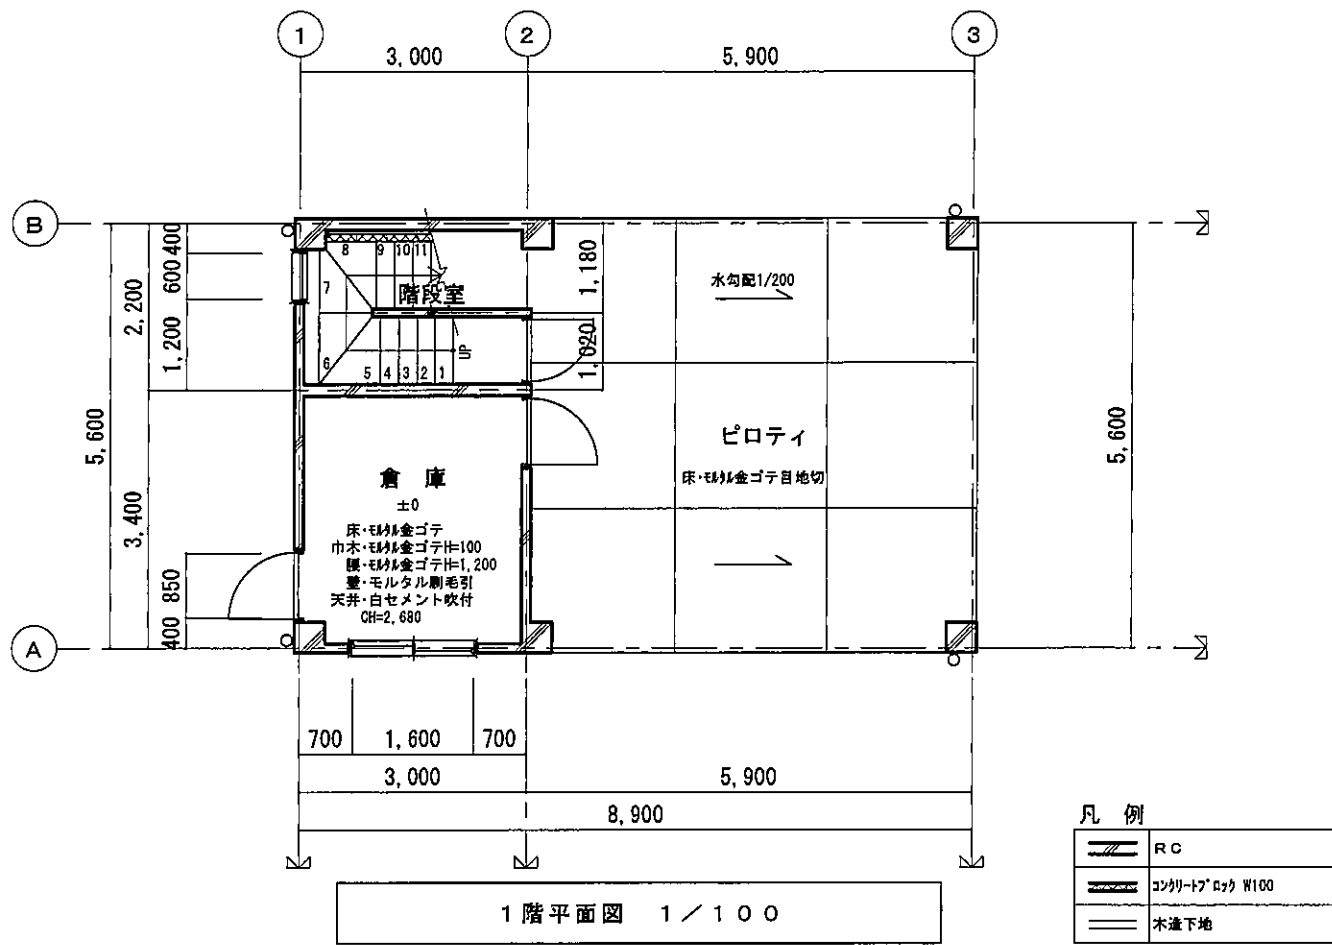 1
2
3
3,000
5,900
B
400
600
2,200
1,200
8
9
10
11
7
階段室
6
5
4
3
2
1
UP
1,180
1,020
水勾配1/200
5,600
3,400
850
400
A
倉庫
±0
床・モルタル金ゴテ
巾木・モルタル金ゴテH=100
腰・モルタル金ゴテH=1,200
壁・モルタル刷毛引
天井・白セメント吹付
CH=2,680
ピロティ
床・モルタル金ゴテ目地切
5,600
700
1,600
700
3,000
5,900
8,900
凡 例
RC
コンクリートブロック W100
木造下地
1階平面図 1/100